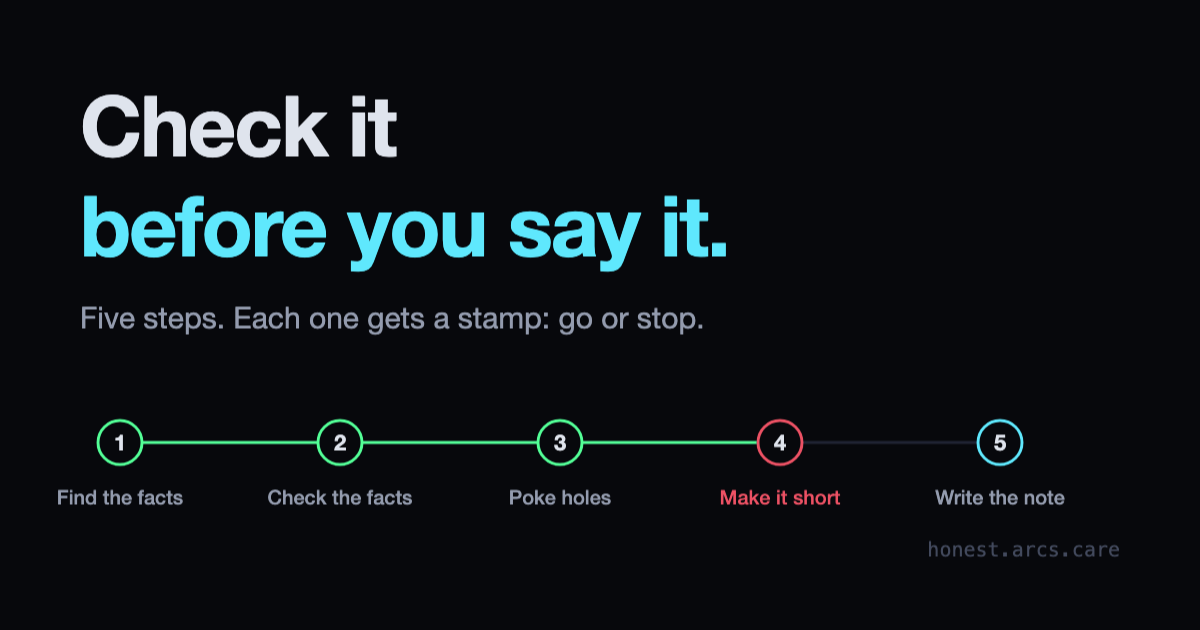 Check it
before you say it.
Five steps. Each one gets a stamp: go or stop.
1 2 3 4 5
Find the facts Check the facts Poke holes Make it short Write the note
honest.arcs.care